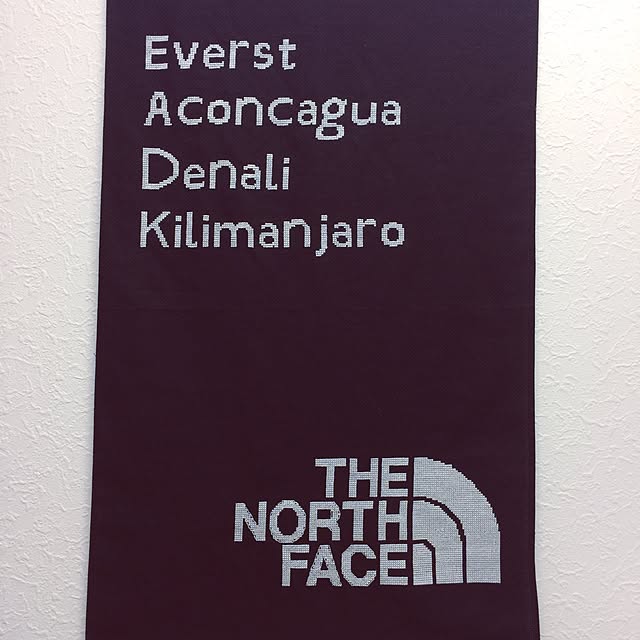 Everst
Aconcagua
Denali
Kilimanjaro
THE
NORTH
FACE